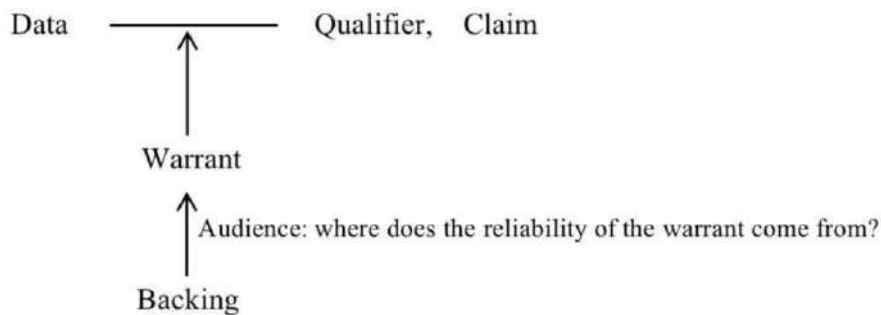 Data Qualifier, Claim
Warrant
Audience: where does the reliability of the warrant come from?
Backing